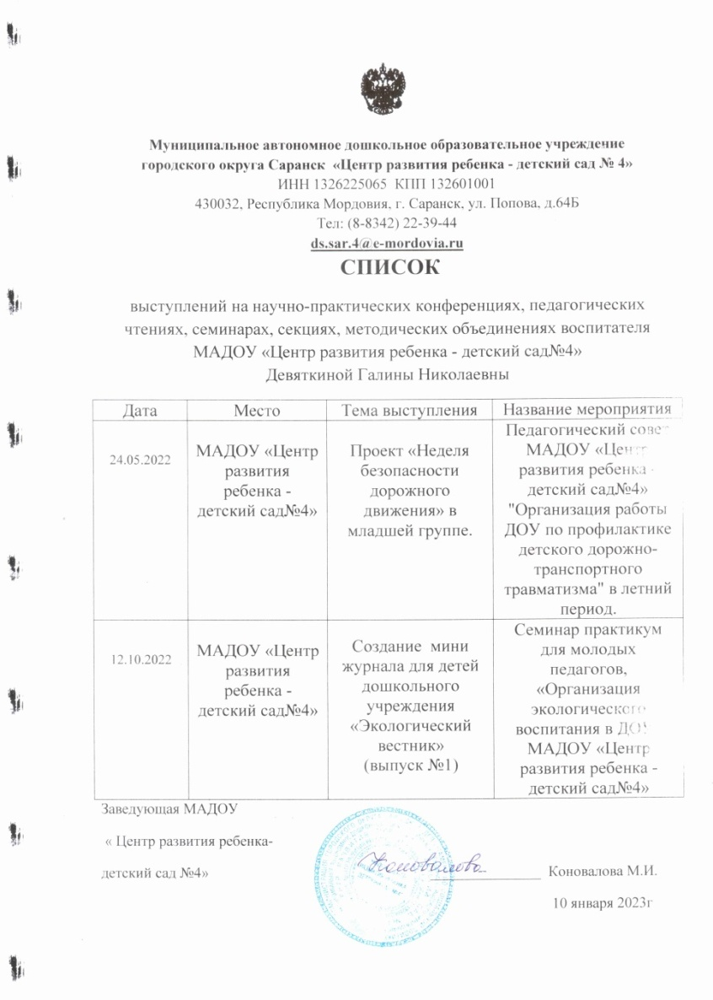 Муниципальное автономное дошкольное образовательное учреждение
городского округа Саранск «Центр развития ребенка - детский сад № 4»
ИНН 1326225065 КПП 132601001
430032, Республика Мордовия, г. Саранск, ул. Попова, д.64Б
Тел: (8-8342) 22-39-44
ds.sar.4@e-mordovia.ru
СПИСОК
выступлений на научно-практических конференциях, педагогических
чтениях, семинарах, секциях, методических объединениях воспитателя
МАДОУ «Центр развития ребенка - детский сад№4»
Девяткиной Галины Николаевны
Дата Место Тема выступления Название мероприятия
24.05.2022
МАДОУ «Центр
развития
ребенка -
детский сад№4»
Проект «Неделя
безопасности
дорожного
движения» в
младшей группе.
Педагогический совет
МАДОУ «Центр
развития ребенка -
детский сад№4»
"Организация работы
ДОУ по профилактике
детского дорожно-
транспортного
травматизма" в летний
период.
12.10.2022
МАДОУ «Центр
развития
ребенка -
детский сад№4»
Создание мини
журнала для детей
дошкольного
учреждения
«Экологический
вестник»
(выпуск №1)
Семинар практикум
для молодых
педагогов,
«Организация
экологического
воспитания в ДОУ
МАДОУ «Центр
развития ребенка -
детский сад№4»
Заведующая МАДОУ
« Центр развития ребенка-
детский сад №4»
Коновалова
Коновалова М.И.
10 января 2023г